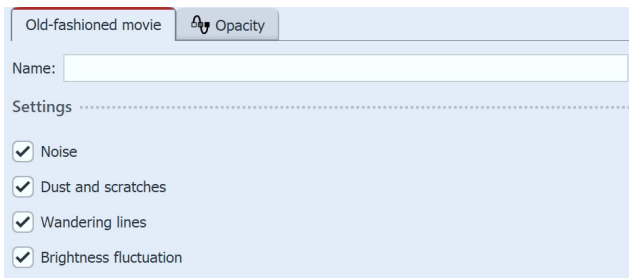 Old-fashioned movie Opacity
Name:
Settings
Noise
Dust and scratches
Wandering lines
Brightness fluctuation